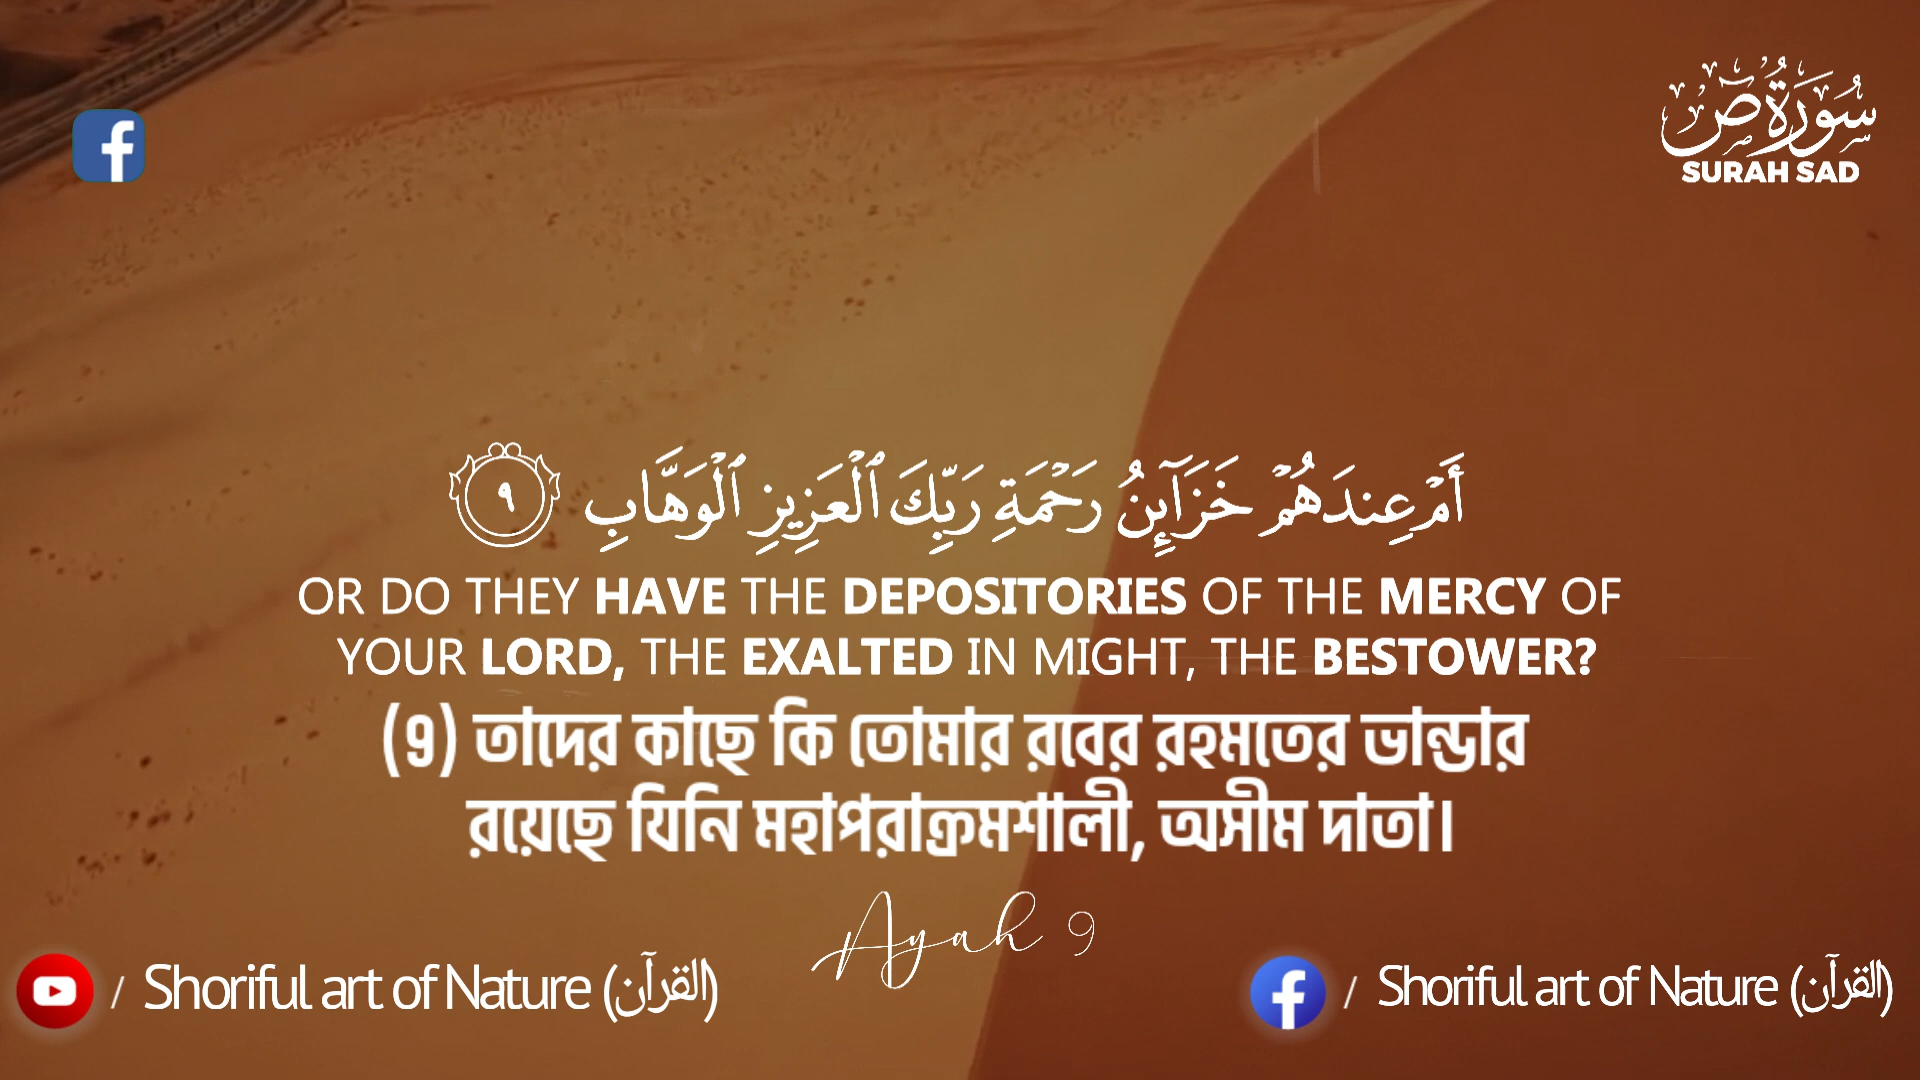 سُورَةُ صٓ
SURAH SAD
أَمْ عِندَهُمْ خَزَآئِنُ رَحْمَةِ رَبِّكَ ٱلْعَزِيزِ ٱلْوَهَّابِ ٩
OR DO THEY HAVE THE DEPOSITORIES OF THE MERCY OF
YOUR LORD, THE EXALTED IN MIGHT, THE BESTOWER?
(9) তাদের কাছে কি তোমার রবের রহমতের ভান্ডার
রয়েছে যিনি মহাপরাক্রমশালী, অসীম দাতা।
Ayah 9
/ Shoriful art of Nature (القرآن)
/ Shoriful art of Nature (القرآن)